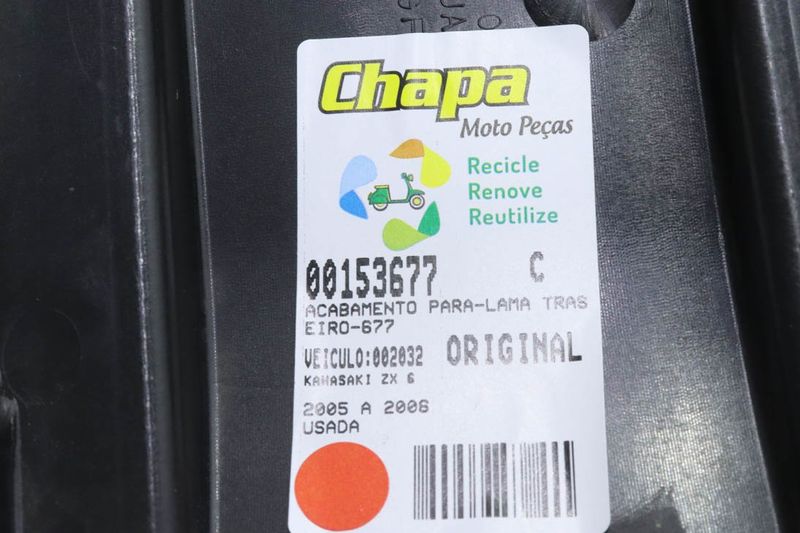 Chapa
Moto Peças
Recicle
Renove
Reutilize
00153677 C
ACABAMENTO PARA-LAMA TRAS
EIRO-677
VEICULO:002032 ORIGINAL
KAWASAKI ZX 6
2005 A 2006
USADA